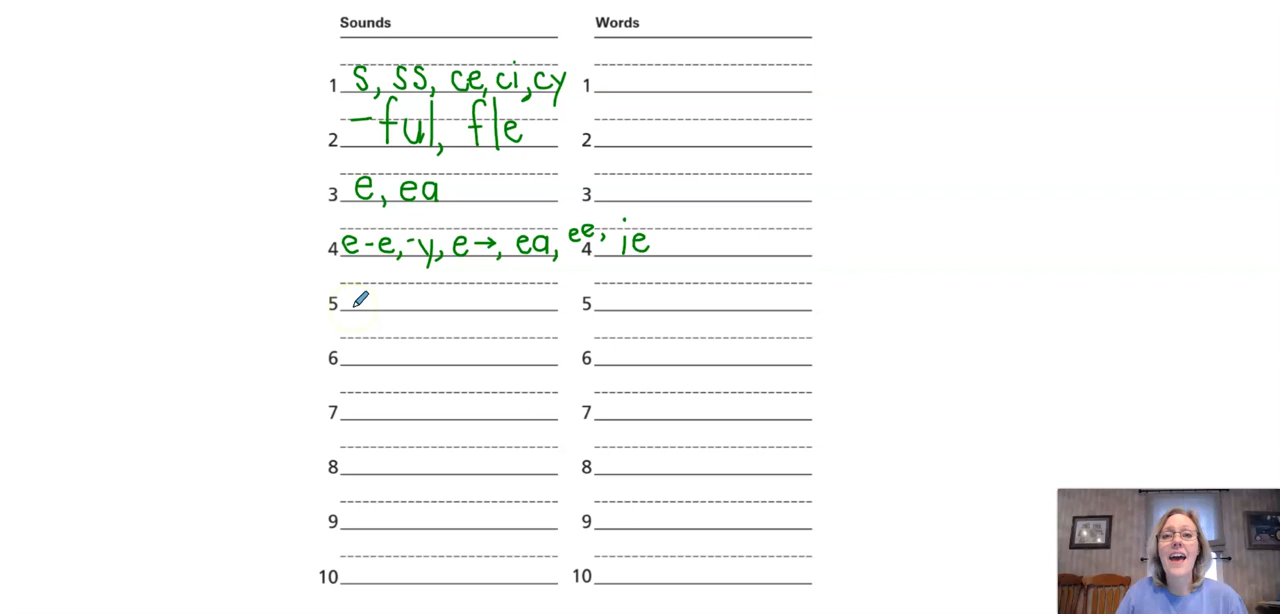 Sounds Words
1 s, ss, ce, ci, cy 1
2 -ful, fle 2
3 e, ea 3
4 e-e, -y, e→, ea, ee, ie 4
5 5
6 6
7 7
8 8
9 9
10 10